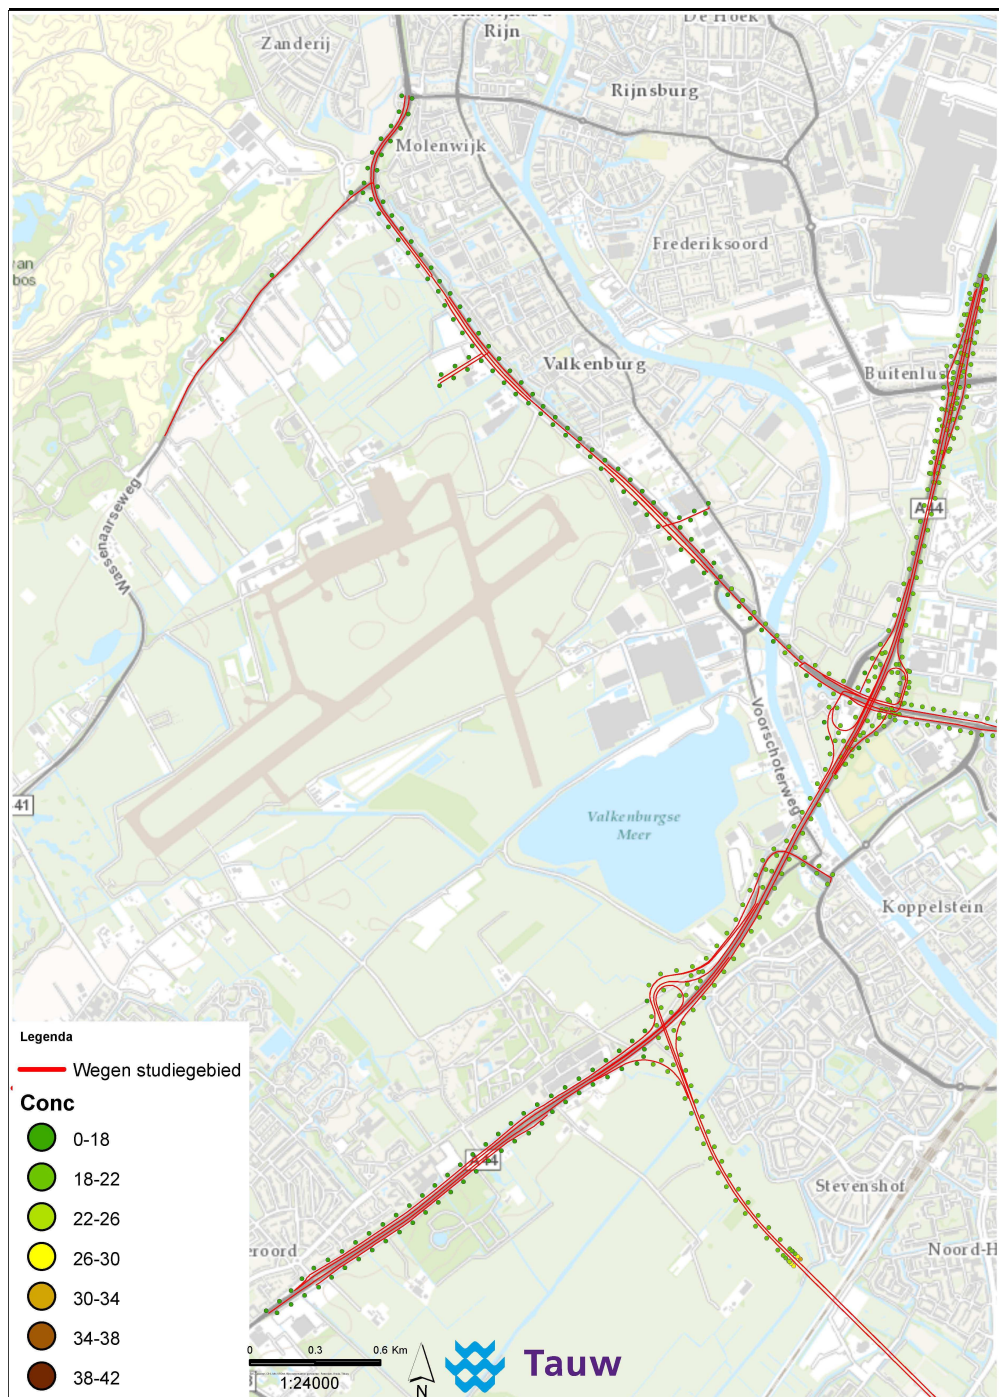 De Hoek
Zanderij
Rijn
Rijnsburg
Molenwijk
Frederiksoord
bos
Valkenburg
A44
Wassenaarseweg
Voorschoterweg
41
Valkenburgse
Meer
Koppelstein
A44
Stevenshof
Noord-H
eroord
Legenda
Wegen studiegebied
Conc
0-18
18-22
22-26
26-30
30-34
34-38
38-42
0 0.3 0.6 Km
1:24000
N
Tauw